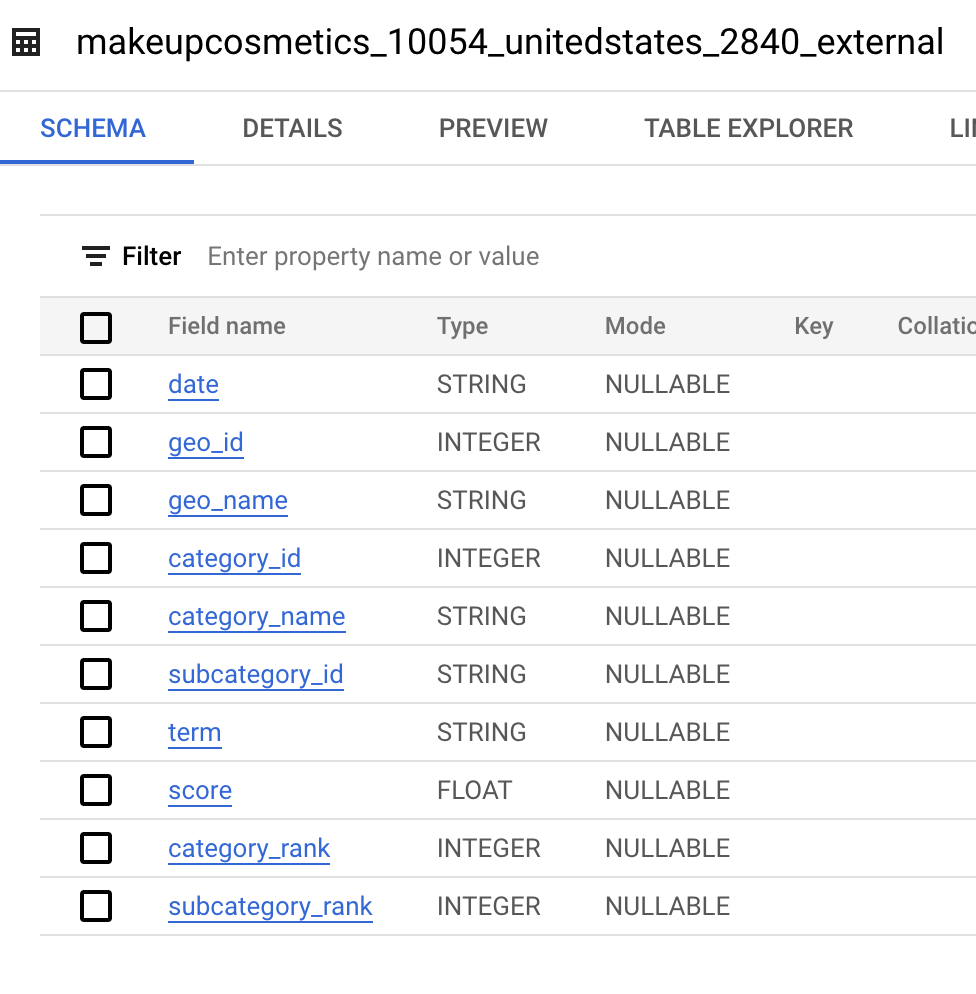 makeupcosmetics_10054_unitedstates_2840_external
SCHEMA DETAILS PREVIEW TABLE EXPLORER
Filter Enter property name or value
Field name Type Mode Key
date STRING NULLABLE
geo_id INTEGER NULLABLE
geo_name STRING NULLABLE
category_id INTEGER NULLABLE
category_name STRING NULLABLE
subcategory_id STRING NULLABLE
term STRING NULLABLE
score FLOAT NULLABLE
category_rank INTEGER NULLABLE
subcategory_rank INTEGER NULLABLE